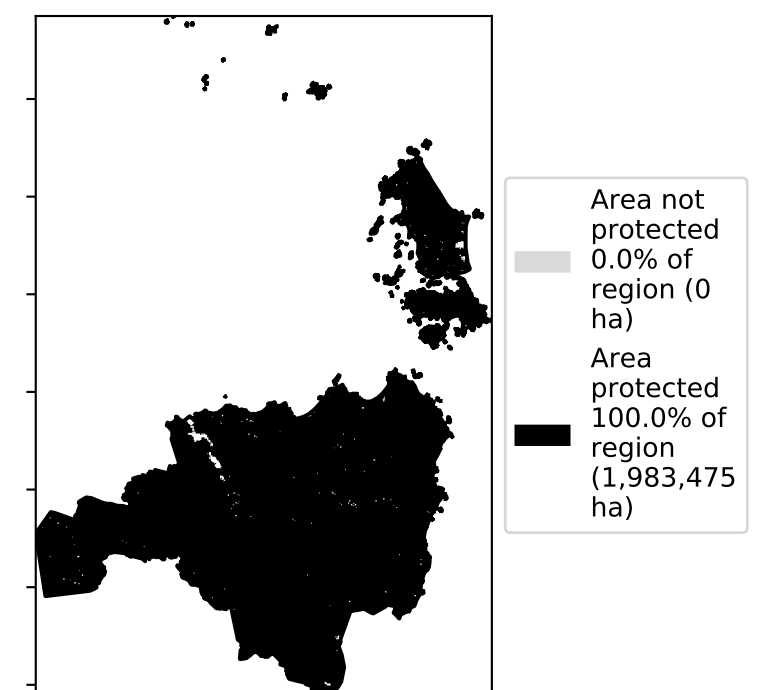 Area not
protected
0.0% of
region (0
ha)
Area
protected
100.0% of
region
(1,983,475
ha)